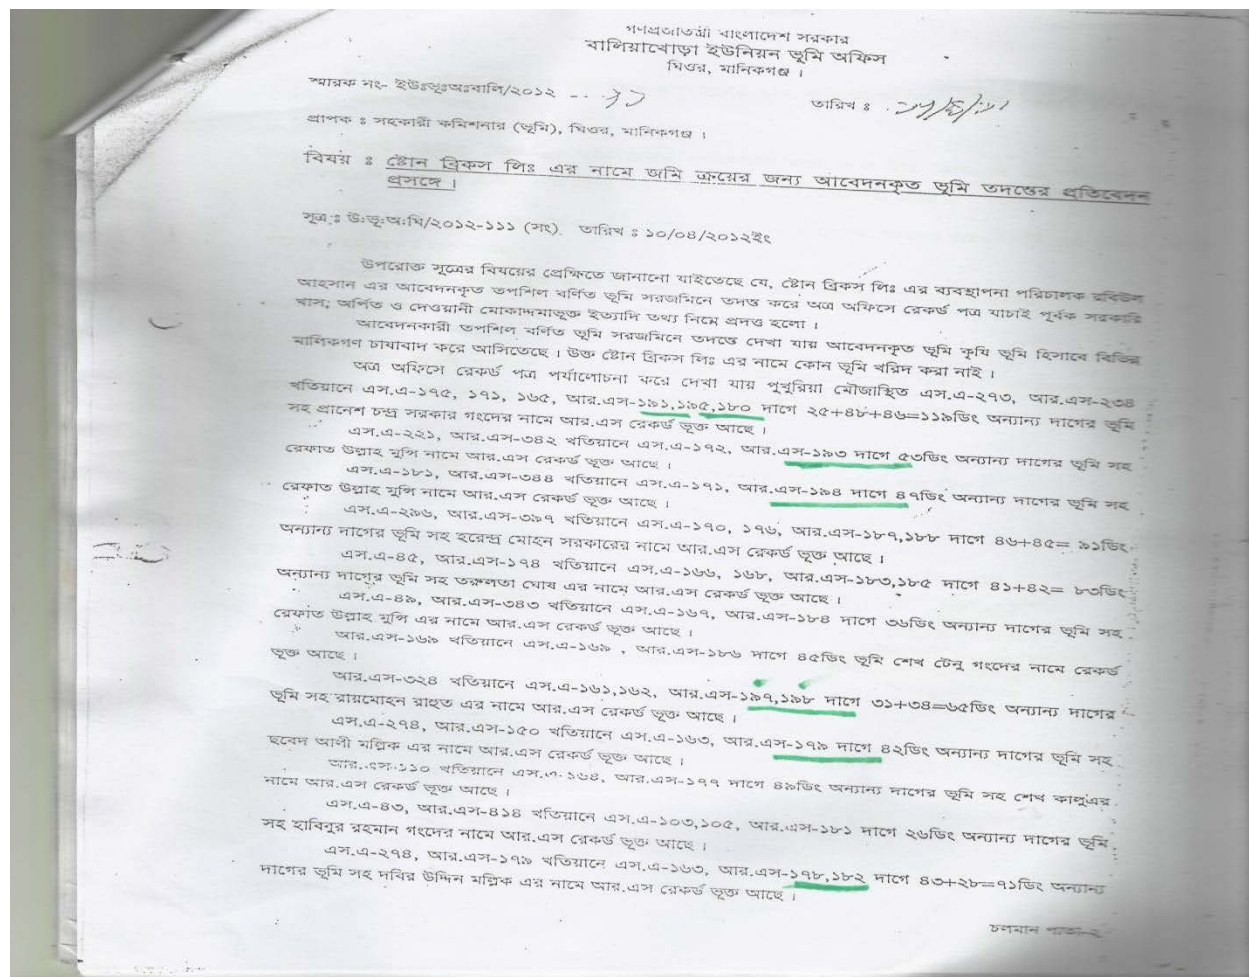 গণপ্রজাতন্ত্রী বাংলাদেশ সরকার
বালিয়াখোড়া ইউনিয়ন ভূমি অফিস
ঘিওর, মানিকগঞ্জ ।
স্মারক নং- ইউঃভূঃঅঃবালি/২০১২
তারিখ ঃ
প্রাপক ঃ সহকারী কমিশনার (ভূমি), ঘিওর, মানিকগঞ্জ ।
বিষয় ঃ ষ্টোন ব্রিকস লিঃ এর নামে জমি ক্রয়ের জন্য আবেদনকৃত ভূমি তদন্তের প্রতিবেদন
প্রসঙ্গে ।
সূত্র ঃ উঃভূঃঅঃঘি/২০১২-১১১ (সং) তারিখ ঃ ১০/০৪/২০১২ইং
উপরোক্ত সূত্রের বিষয়ের প্রেক্ষিতে জানানো যাইতেছে যে, ষ্টোন ব্রিকস লিঃ এর ব্যবস্থাপনা পরিচালক রবিউল
আহসান এর আবেদনকৃত তপশিল বর্ণিত ভূমি সরজমিনে তদন্ত করে অত্র অফিসে রেকর্ড পত্র যাচাই পূর্বক সরকারি
খাস, অর্পিত ও দেওয়ানী মোকাদ্দমাভূক্ত ইত্যাদি তথ্য নিম্নে প্রদত্ত হলো ।
আবেদনকারী তপশিল বর্ণিত ভূমি সরজমিনে তদন্তে দেখা যায় আবেদনকৃত ভূমি কৃষি ভূমি হিসাবে বিভিন্ন
মালিকগণ চাষাবাদ করে আসিতেছে । উক্ত ষ্টোন ব্রিকস লিঃ এর নামে কোন ভূমি খরিদ করা নাই ।
অত্র অফিসে রেকর্ড পত্র পর্যালোচনা করে দেখা যায় পুখুরিয়া মৌজাস্থিত এস.এ-২৭৩, আর.এস-২৩৪
খতিয়ানে এস.এ-১৭৫, ১৭১, ১৬৫, আর.এস-১৯১,১৯৫,১৮০ দাগে ২৫+৪৮+৪৬=১১৯ডিং অন্যান্য দাগের ভূমি
সহ প্রানেশ চন্দ্র সরকার গংদের নামে আর.এস রেকর্ড ভূক্ত আছে ।
এস.এ-২২১, আর.এস-৩৪২ খতিয়ানে এস.এ-১৭২, আর.এস-১৯৩ দাগে ৫৩ডিং অন্যান্য দাগের ভূমি সহ
রেফাত উল্লাহ মুন্সি নামে আর.এস রেকর্ড ভূক্ত আছে ।
এস.এ-১৮১, আর.এস-৩৪৪ খতিয়ানে এস.এ-১৭১, আর.এস-১৯৪ দাগে ৪৭ডিং অন্যান্য দাগের ভূমি সহ
রেফাত উল্লাহ মুন্সি নামে আর.এস রেকর্ড ভূক্ত আছে ।
এস.এ-২৯৬, আর.এস-৩৯৭ খতিয়ানে এস.এ-১৭০, ১৭৬, আর.এস-১৮৭,১৮৮ দাগে ৪৬+৪৫= ৯১ডিং
অন্যান্য দাগের ভূমি সহ হরেন্দ্র মোহন সরকারের নামে আর.এস রেকর্ড ভূক্ত আছে ।
এস.এ-৪৫, আর.এস-১৭৪ খতিয়ানে এস.এ-১৬৬, ১৬৮, আর.এস-১৮৩,১৮৫ দাগে ৪১+৪২= ৮৩ডিং
অন্যান্য দাগের ভূমি সহ তরুলতা ঘোষ এর নামে আর.এস রেকর্ড ভূক্ত আছে ।
এস.এ-৪৯, আর.এস-৩৪৩ খতিয়ানে এস.এ-১৬৭, আর.এস-১৮৪ দাগে ৩৬ডিং অন্যান্য দাগের ভূমি সহ
রেফাত উল্লাহ মুন্সি এর নামে আর.এস রেকর্ড ভূক্ত আছে ।
আর.এস-১৬৯ খতিয়ানে এস.এ-১৬৯ , আর.এস-১৮৬ দাগে ৪৫ডিং ভূমি শেখ টেনু গংদের নামে রেকর্ড
ভূক্ত আছে ।
আর.এস-৩২৪ খতিয়ানে এস.এ-১৬১,১৬২, আর.এস-১৯৭,১৯৮ দাগে ৩১+৩৪=৬৫ডিং অন্যান্য দাগের
ভূমি সহ রায়মোহন রাহুত এর নামে আর.এস রেকর্ড ভূক্ত আছে ।
এস.এ-২৭৪, আর.এস-১৫০ খতিয়ানে এস.এ-১৬৩, আর.এস-১৭৯ দাগে ৪২ডিং অন্যান্য দাগের ভূমি সহ
ছবেদ আলী মল্লিক এর নামে আর.এস রেকর্ড ভূক্ত আছে ।
আর.এস-১১০ খতিয়ানে এস.এ-১৬৪, আর.এস-১৭৭ দাগে ৪৯ডিং অন্যান্য দাগের ভূমি সহ শেখ কালুএর
নামে আর.এস রেকর্ড ভূক্ত আছে ।
এস.এ-৪৩, আর.এস-৪১৪ খতিয়ানে এস.এ-১০৩,১০৫, আর.এস-১৮১ দাগে ২৬ডিং অন্যান্য দাগের ভূমি
সহ হাবিনুর রহমান গংদের নামে আর.এস রেকর্ড ভূক্ত আছে ।
এস.এ-২৭৪, আর.এস-১৭৯ খতিয়ানে এস.এ-১৬৩, আর.এস-১৭৮,১৮২ দাগে ৪৩+২৮=৭১ডিং অন্যান্য
দাগের ভূমি সহ দবির উদ্দিন মল্লিক এর নামে আর.এস রেকর্ড ভূক্ত আছে ।
চলমান পাতা-২